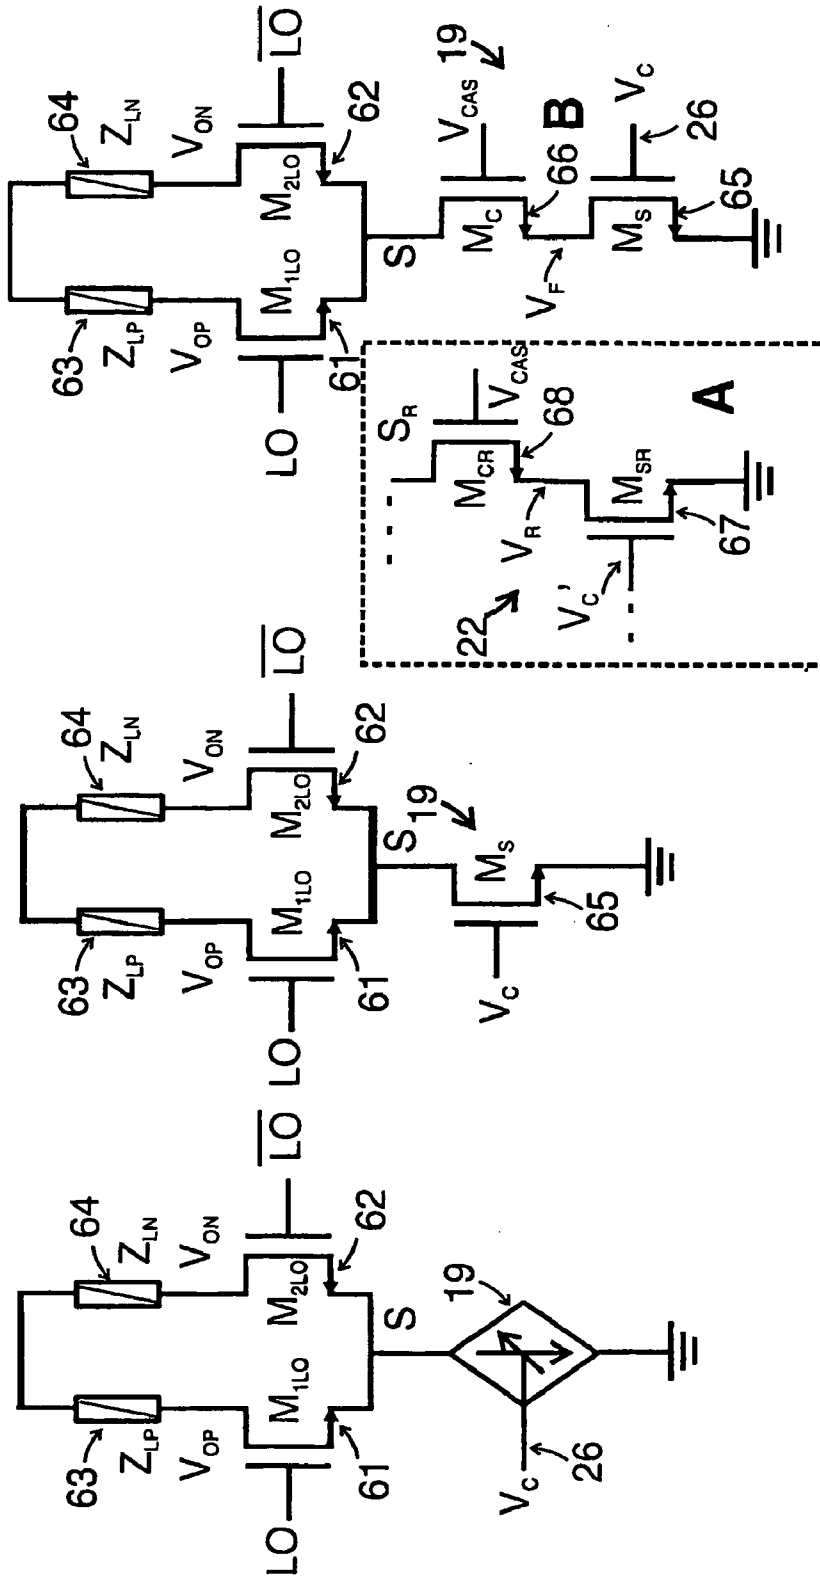 63
64
Z_LP
Z_LN
V_OP
V_ON
M_1LO
M_2LO
LO
L̅O̅
61
62
S
19
V_C
26
63
64
Z_LP
Z_LN
V_OP
V_ON
M_1LO
M_2LO
LO
L̅O̅
61
62
S
19
V_C
M_S
65
63
64
Z_LP
Z_LN
V_OP
V_ON
M_1LO
M_2LO
LO
L̅O̅
61
62
S
19
V_CAS
M_C
66
B
V_F
V_C
M_S
26
65
S_R
V_CAS
M_CR
68
V_R
22
A
V_C'
M_SR
67